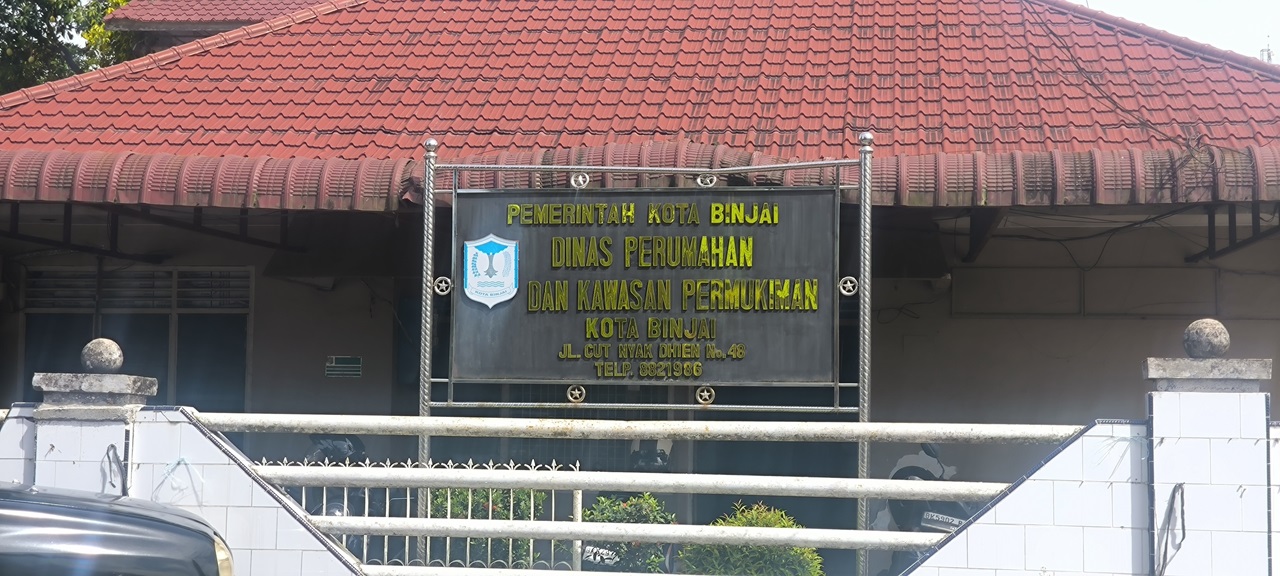 PEMERINTAH KOTA BINJAI
DINAS PERUMAHAN
DAN KAWASAN PERMUKIMAN
KOTA BINJAI
JL. CUT NYAK DHIEN No. 48
TELP. 8821986